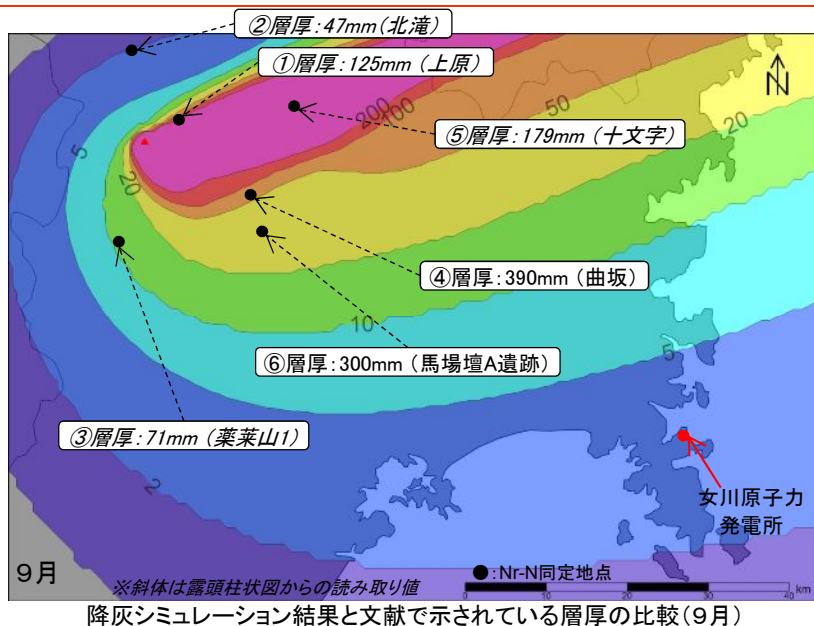 ②層厚：47mm（北滝）
①層厚：125mm（上原）
N
5
200
100
50
20
⑤層厚：179mm（十文字）
20
④層厚：390mm（曲坂）
10
5
⑥層厚：300mm（馬場壇A遺跡）
③層厚：71mm（薬莱山1）
2
女川原子力
発電所
9月
※斜体は露頭柱状図からの読み取り値
●：Nr-N同定地点
0 10 20 30 40 km
降灰シミュレーション結果と文献で示されている層厚の比較（9月）